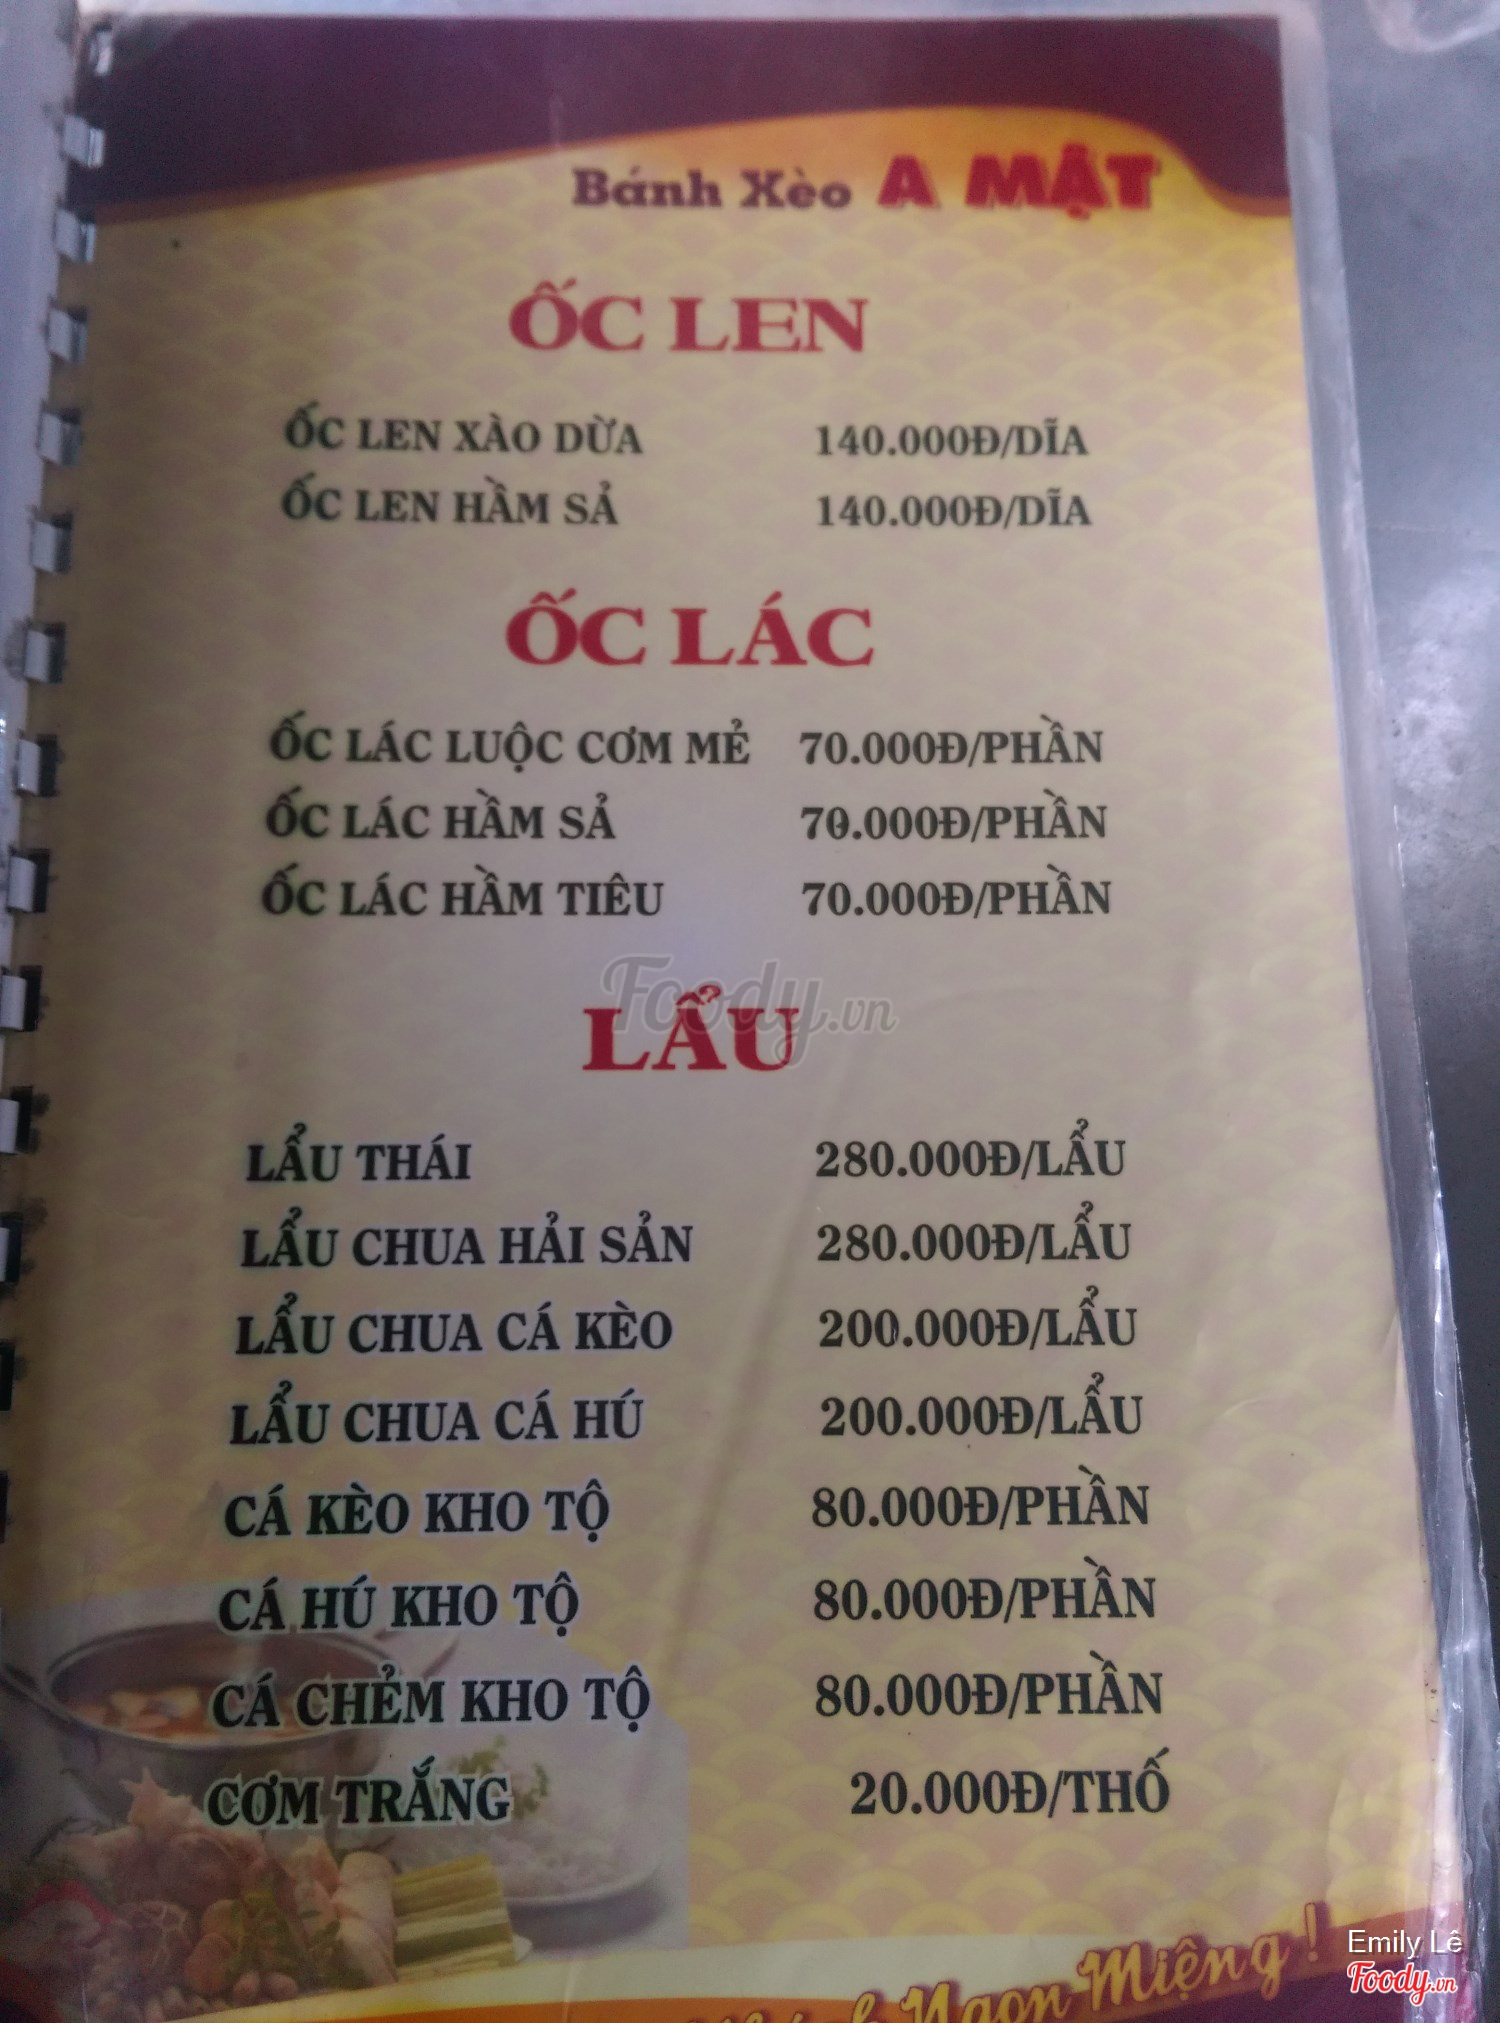 Bánh Xèo A MẬT
ỐC LEN
ỐC LEN XÀO DỪA 140.000Đ/DĨA
ỐC LEN HẦM SẢ 140.000Đ/DĨA
ỐC LÁC
ỐC LÁC LUỘC CƠM MẺ 70.000Đ/PHẦN
ỐC LÁC HẦM SẢ 70.000Đ/PHẦN
ỐC LÁC HẦM TIÊU 70.000Đ/PHẦN
Foody.vn
LẨU
LẨU THÁI 280.000Đ/LẨU
LẨU CHUA HẢI SẢN 280.000Đ/LẨU
LẨU CHUA CÁ KÈO 200.000Đ/LẨU
LẨU CHUA CÁ HÚ 200.000Đ/LẨU
CÁ KÈO KHO TỘ 80.000Đ/PHẦN
CÁ HÚ KHO TỘ 80.000Đ/PHẦN
CÁ CHẺM KHO TỘ 80.000Đ/PHẦN
CƠM TRẮNG 20.000Đ/THỐ
Ngon Miệng !
Emily Lê
Foody.vn